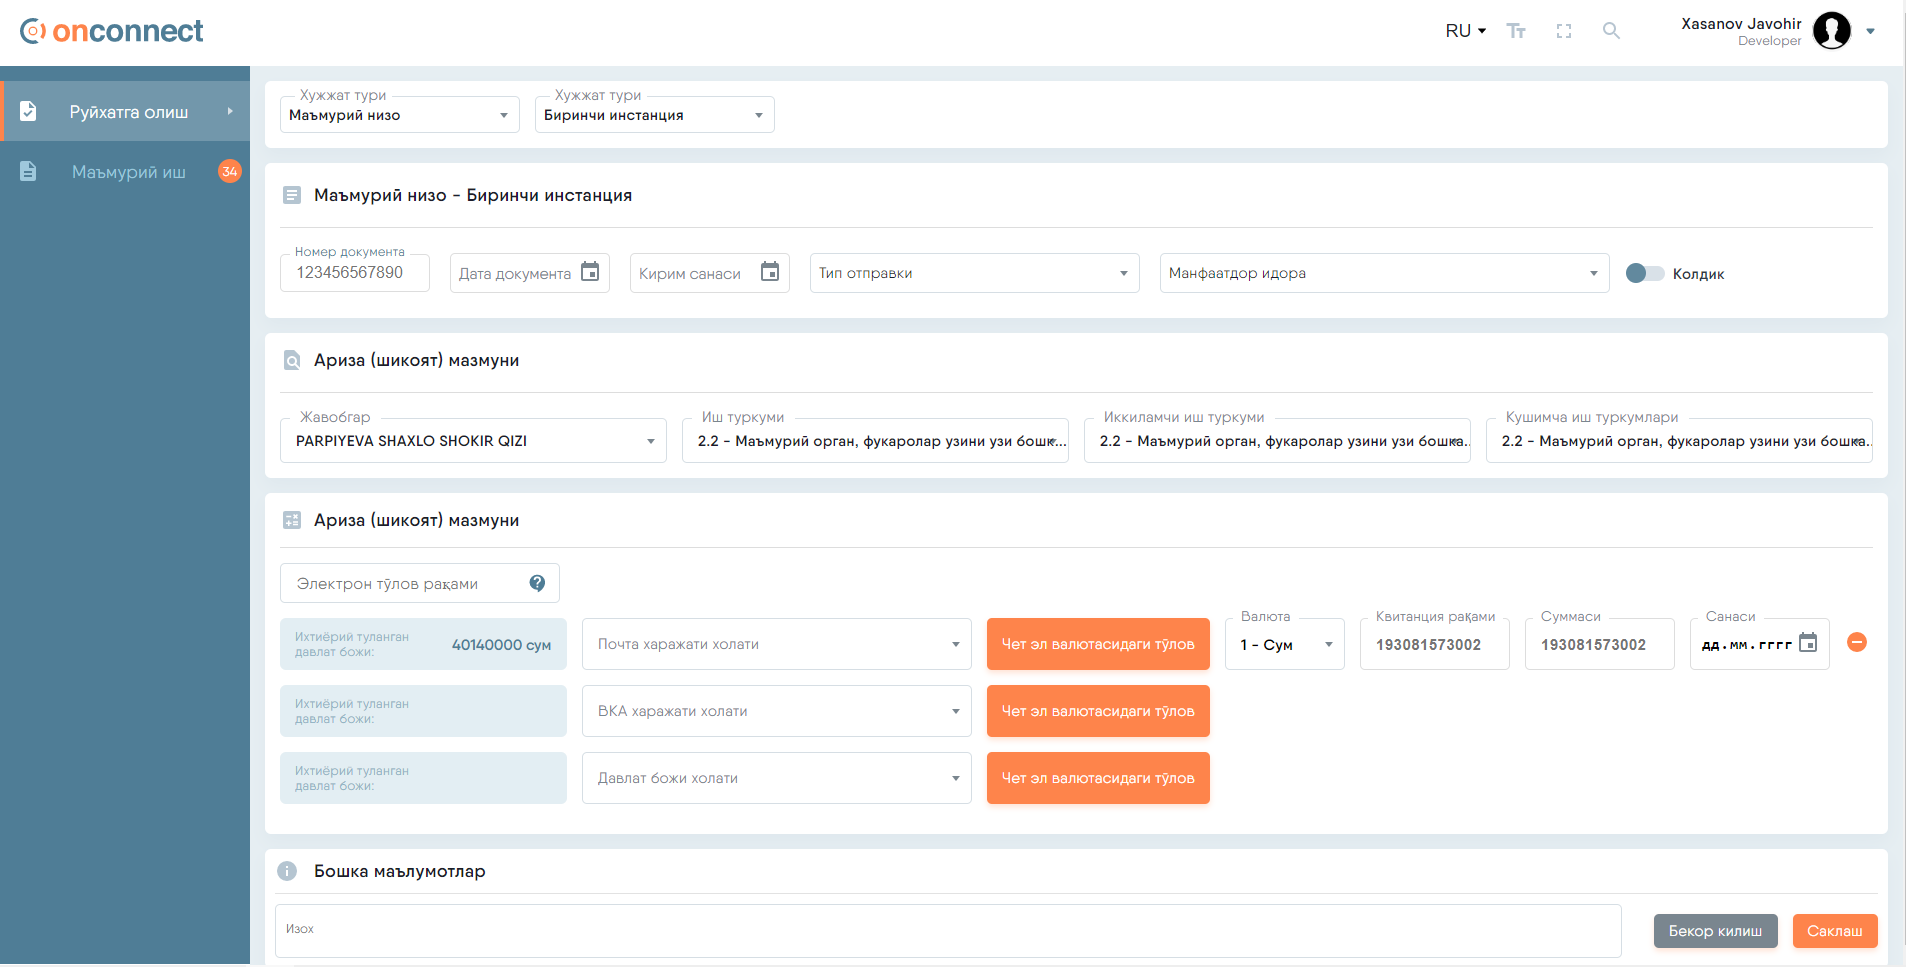 onconnect
RU
Xasanov Javohir
Developer
Руйхатга олиш
Маъмурий иш
34
Хужжат тури
Маъмурий низо
Хужжат тури
Биринчи инстанция
Маъмурий низо - Биринчи инстанция
Номер документа
123456567890
Дата документа
Кирим санаси
Тип отправки
Манфаатдор идора
Колдик
Ариза (шикоят) мазмуни
Жавобгар
PARPIYEVA SHAXLO SHOKIR QIZI
Иш туркуми
2.2 - Маъмурий орган, фукаролар узини узи бошк...
Иккиламчи иш туркуми
2.2 - Маъмурий орган, фукаролар узини узи бошка..
Кушимча иш туркумлари
2.2 - Маъмурий орган, фукаролар узини узи бошка..
Ариза (шикоят) мазмуни
Электрон тўлов рақами
Ихтиёрий туланган
давлат божи:
40140000 сум
Почта харажати холати
Чет эл валютасидаги тўлов
Валюта
1 - Сум
Квитанция рақами
193081573002
Суммаси
193081573002
Санаси
дд.мм.гггг
Ихтиёрий туланган
давлат божи:
ВКА харажати холати
Чет эл валютасидаги тўлов
Ихтиёрий туланган
давлат божи:
Давлат божи холати
Чет эл валютасидаги тўлов
Бошка маълумотлар
Изох
Бекор килиш
Саклаш